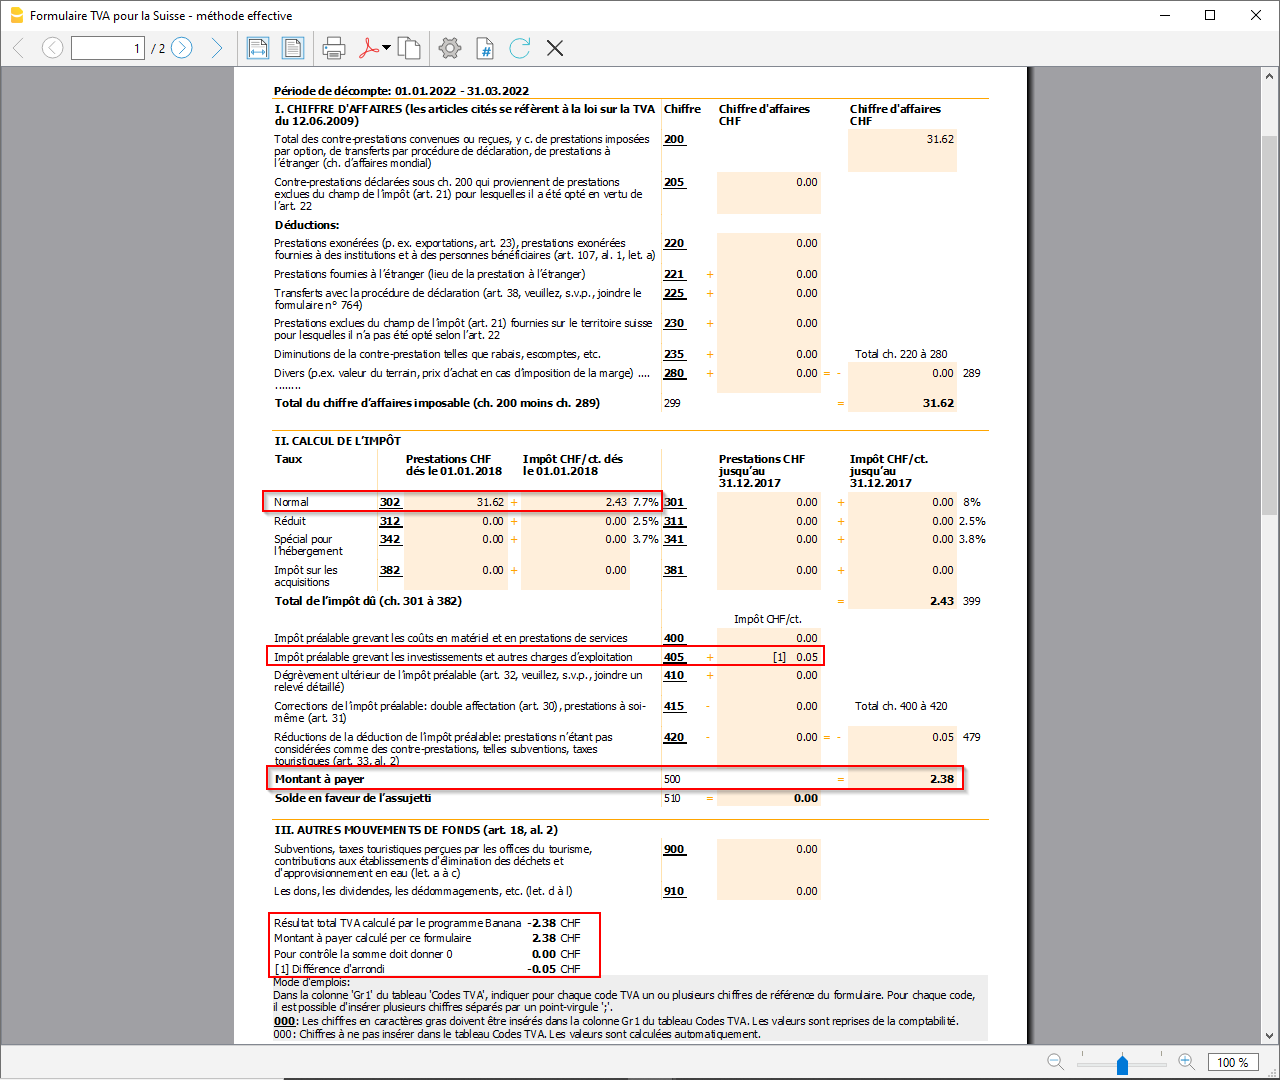 Formulaire TVA pour la Suisse - méthode effective
1 / 2
Période de décompte: 01.01.2022 - 31.03.2022
I. CHIFFRE D'AFFAIRES (les articles cités se réfèrent à la loi sur la TVA Chiffre Chiffre d'affaires Chiffre d'affaires
du 12.06.2009) CHF CHF
Total des contre-prestations convenues ou reçues, y c. de prestations imposées 200 31.62
par option, de transferts par procédure de déclaration, de prestations à
l’étranger (ch. d’affaires mondial)
Contre-prestations déclarées sous ch. 200 qui proviennent de prestations 205 0.00
exclues du champ de l’impôt (art. 21) pour lesquelles il a été opté en vertu de
l’art. 22
Déductions:
Prestations exonérées (p. ex. exportations, art. 23), prestations exonérées 220 0.00
fournies à des institutions et à des personnes bénéficiaires (art. 107, al. 1, let. a)
Prestations fournies à l’étranger (lieu de la prestation à l’étranger) 221 + 0.00
Transferts avec la procédure de déclaration (art. 38, veuillez, s.v.p., joindre le 225 + 0.00
formulaire n° 764)
Prestations exclues du champ de l’impôt (art. 21) fournies sur le territoire suisse 230 + 0.00
pour lesquelles il n’a pas été opté selon l’art. 22
Diminutions de la contre-prestation telles que rabais, escomptes, etc. 235 + 0.00 Total ch. 220 à 280
Divers (p.ex. valeur du terrain, prix d’achat en cas d’imposition de la marge) .... 280 + 0.00 = - 0.00 289
........
Total du chiffre d’affaires imposable (ch. 200 moins ch. 289) 299 = 31.62
II. CALCUL DE L’IMPÔT
Taux Prestations CHF Impôt CHF/ct. dés Prestations CHF Impôt CHF/ct.
dés le 01.01.2018 le 01.01.2018 jusqu’au jusqu’au
31.12.2017 31.12.2017
Normal 302 31.62 + 2.43 7.7% 301 0.00 + 0.00 8%
Réduit 312 0.00 + 0.00 2.5% 311 0.00 + 0.00 2.5%
Spécial pour 342 0.00 + 0.00 3.7% 341 0.00 + 0.00 3.8%
l’hébergement
Impôt sur les 382 0.00 + 0.00 381 0.00 + 0.00
acquisitions
Total de l’impôt dû (ch. 301 à 382) = 2.43 399
Impôt CHF/ct.
Impôt préalable grevant les coûts en matériel et en prestations de services 400 0.00
Impôt préalable grevant les investissements et autres charges d’exploitation 405 + [1] 0.05
Dégrèvement ultérieur de l’impôt préalable (art. 32, veuillez, s.v.p., joindre un 410 + 0.00
relevé détaillé)
Corrections de l’impôt préalable: double affectation (art. 30), prestations à soi- 415 - 0.00 Total ch. 400 à 420
même (art. 31)
Réductions de la déduction de l’impôt préalable: prestations n’étant pas 420 - 0.00 = - 0.05 479
considérées comme des contre-prestations, telles subventions, taxes
touristiques (art. 33, al. 2)
Montant à payer 500 = 2.38
Solde en faveur de l’assujetti 510 = 0.00
III. AUTRES MOUVEMENTS DE FONDS (art. 18, al. 2)
Subventions, taxes touristiques perçues par les offices du tourisme, 900 0.00
contributions aux établissements d’élimination des déchets et
d’approvisionnement en eau (let. a à c)
Les dons, les dividendes, les dédommagements, etc. (let. d à l) 910 0.00
Résultat total TVA calculé par le programme Banana -2.38 CHF
Montant à payer calculé per ce formulaire 2.38 CHF
Pour contrôle la somme doit donner 0 0.00 CHF
[1] Différence d'arrondi -0.05 CHF
Mode d'emplois:
Dans la colonne 'Gr1' du tableau 'Codes TVA', indiquer pour chaque code TVA un ou plusieurs chiffres de référence du formulaire. Pour chaque code,
il est possible d'insérer plusieurs chiffres séparés par un point-virgule ';'.
000: Les chiffres en caractères gras doivent être insérés dans la colonne Gr1 du tableau Codes TVA. Les valeurs sont reprises de la comptabilité.
000: Chiffres à ne pas insérer dans le tableau Codes TVA. Les valeurs sont calculées automatiquement.
100 %